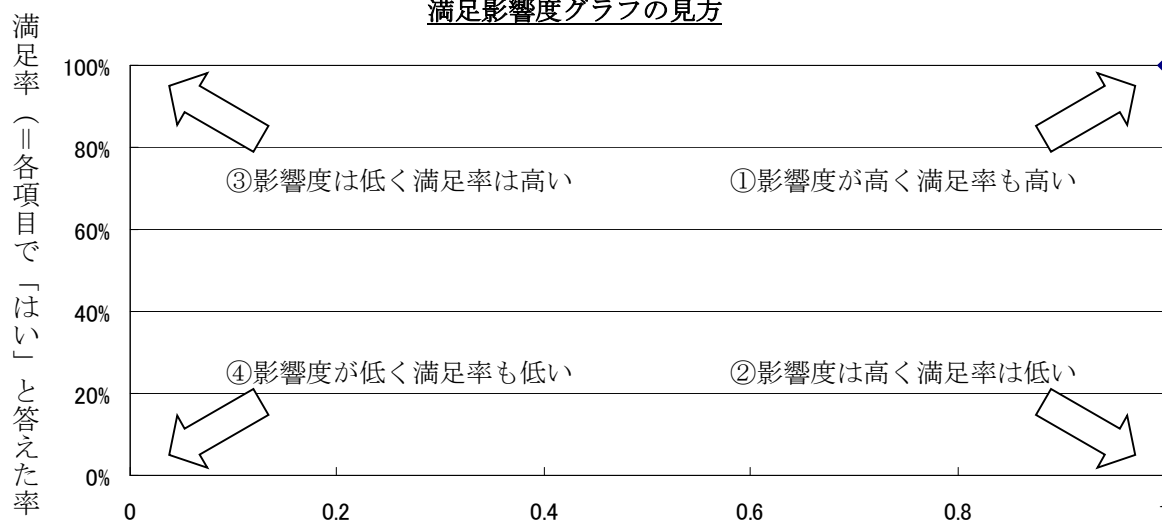 満足影響度グラフの見方
満足率（＝各項目で「はい」と答えた率
100%
80%
③影響度は低く満足率は高い
①影響度が高く満足率も高い
60%
40%
④影響度が低く満足率も低い
②影響度は高く満足率は低い
20%
0%
0
0.2
0.4
0.6
0.8